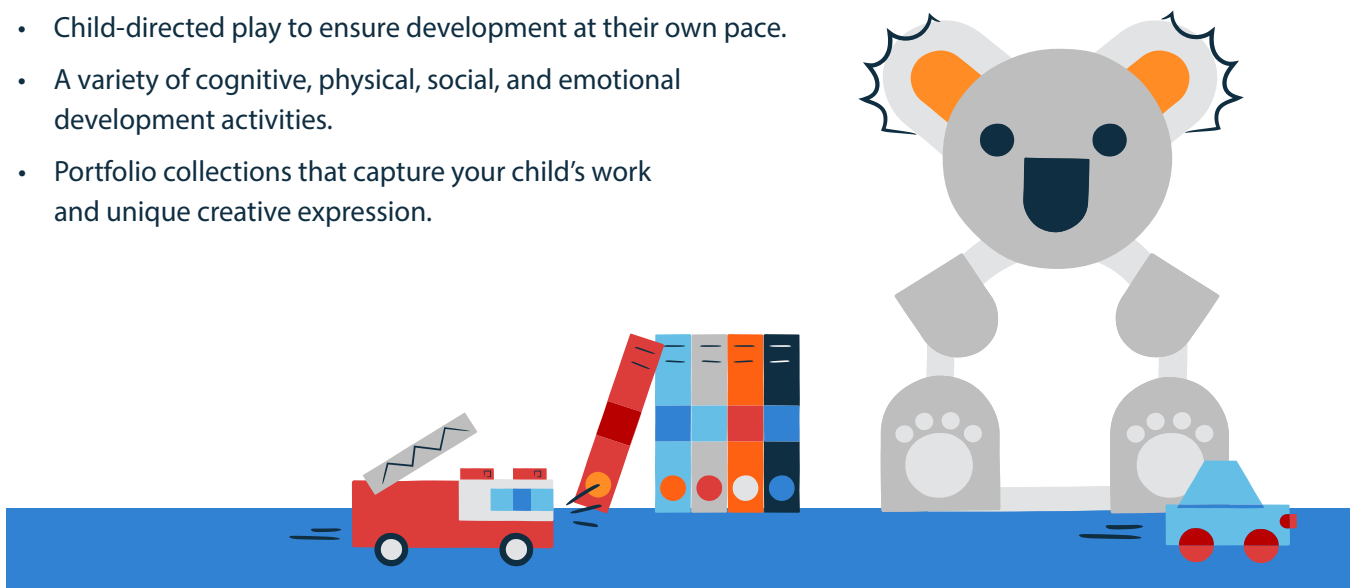 • Child-directed play to ensure development at their own pace.
• A variety of cognitive, physical, social, and emotional
development activities.
• Portfolio collections that capture your child’s work
and unique creative expression.